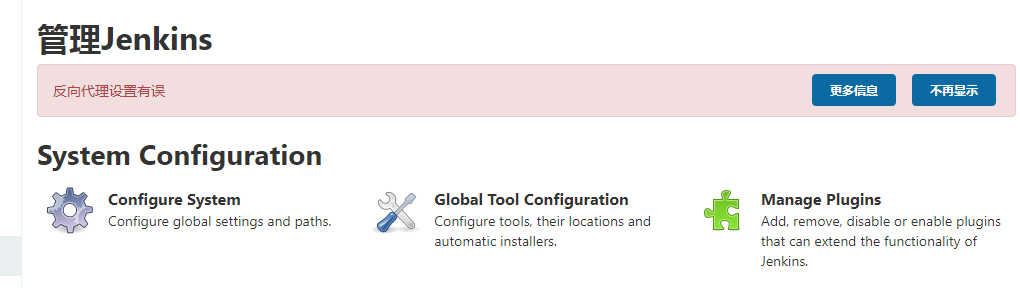 管理Jenkins
反向代理设置有误
更多信息
不再显示
System Configuration
Configure System
Configure global settings and paths.
Global Tool Configuration
Configure tools, their locations and
automatic installers.
Manage Plugins
Add, remove, disable or enable plugins
that can extend the functionality of
Jenkins.